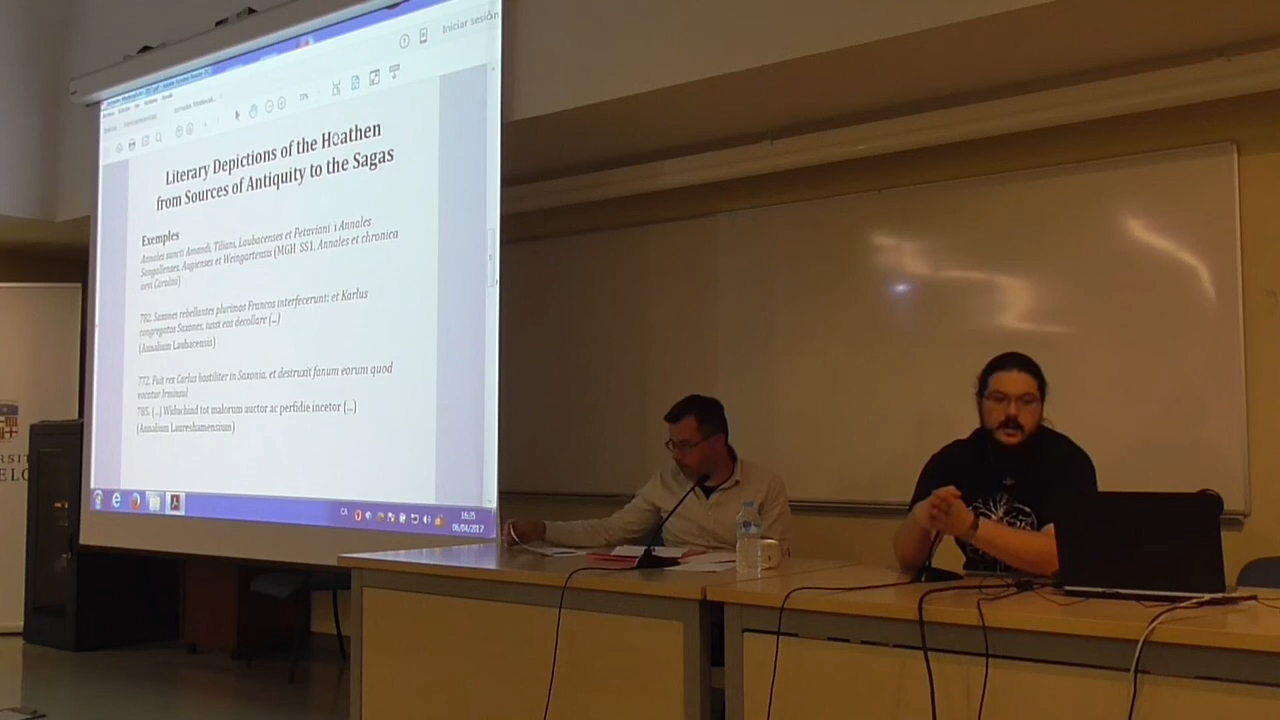 Iniciar sesión
Literary Depictions of the Heathen
from Sources of Antiquity to the Sagas
Exemples
Annales sancti Amandi, Tiliani, Laubacenses et Petaviani i Annales
Sangallenses, Augienses et Weingartensis (MGH SS1, Annales et chronica
aevi Carolini)
782. Saxones rebellantes plurimos Francos interfecerunt; et Karlus
congregatos Saxones, iussit eos decollare (...)
(Annalium Laubacensis)
772. Fuit rex Carlus hostiliter in Saxonia, et destruxit fanum eorum quod
vocatur Irminsul
785. (...) Widuchind tot malorum auctor ac perfidie incetor (...)
(Annalium Laureshamensium)
CA
16:35
06/04/2017